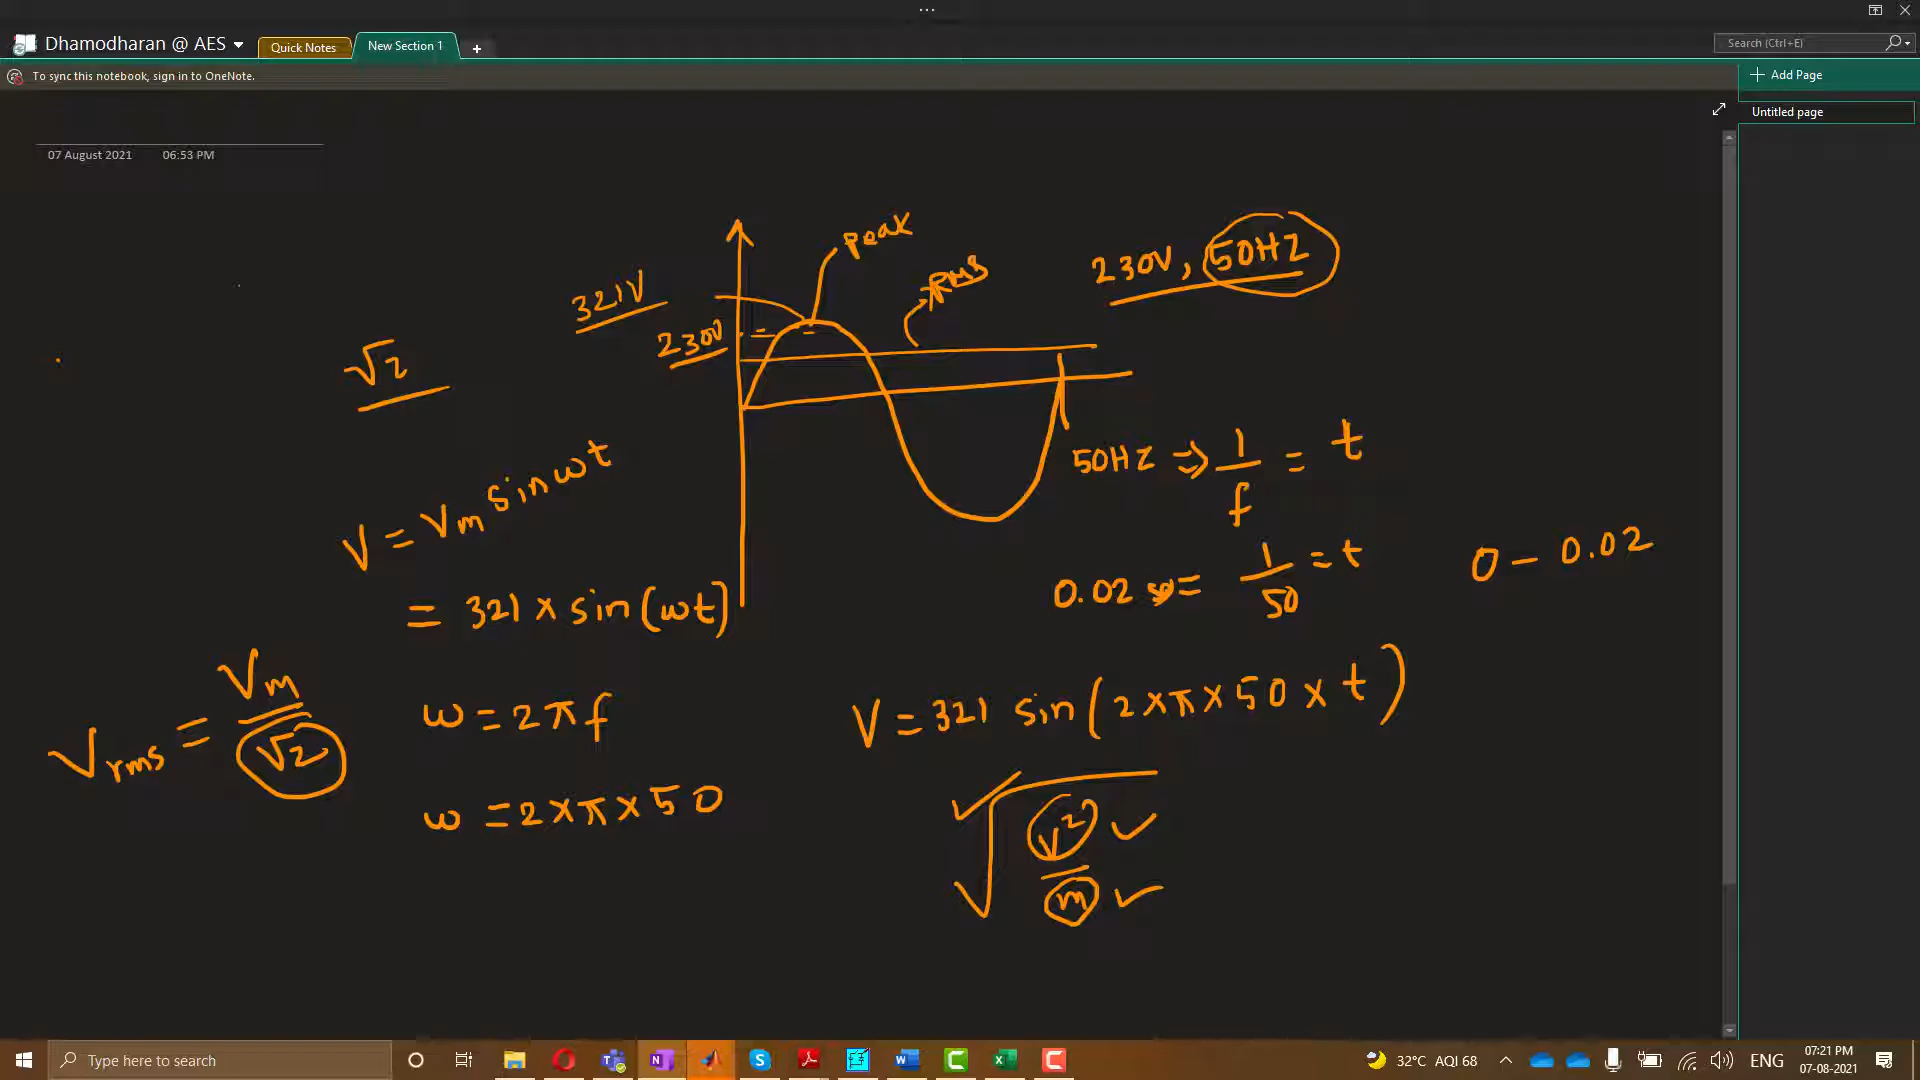 Dhamodharan @ AES
Quick Notes
New Section 1
+
Search (Ctrl+E)
To sync this notebook, sign in to OneNote.
Add Page
Untitled page
07 August 2021 06:53 PM
peak
RMS
230V, 50HZ
321V
230V
√2
50HZ ⇒ 1/f = t
V = Vm sin wt
0.02 = 1/50 = t
0 - 0.02
= 321 × sin(wt)
Vrms = Vm/√2
w = 2πf
V = 321 sin(2×π×50×t)
w = 2×π×50
√(V²/m)
Type here to search
32°C AQI 68
ENG
07:21 PM
07-08-2021